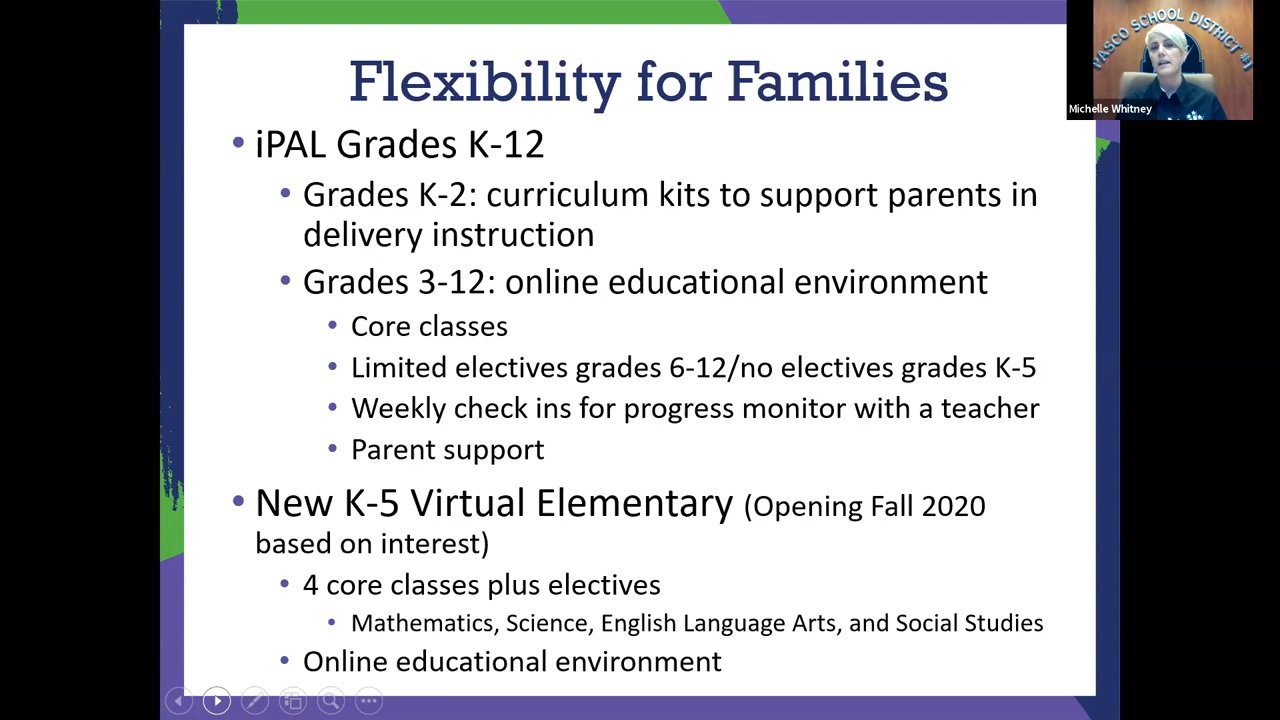 Flexibility for Families
PASCO SCHOOL DISTRICT #1
Michelle Whitney
• iPAL Grades K-12
• Grades K-2: curriculum kits to support parents in
delivery instruction
• Grades 3-12: online educational environment
• Core classes
• Limited electives grades 6-12/no electives grades K-5
• Weekly check ins for progress monitor with a teacher
• Parent support
• New K-5 Virtual Elementary (Opening Fall 2020
based on interest)
• 4 core classes plus electives
• Mathematics, Science, English Language Arts, and Social Studies
• Online educational environment